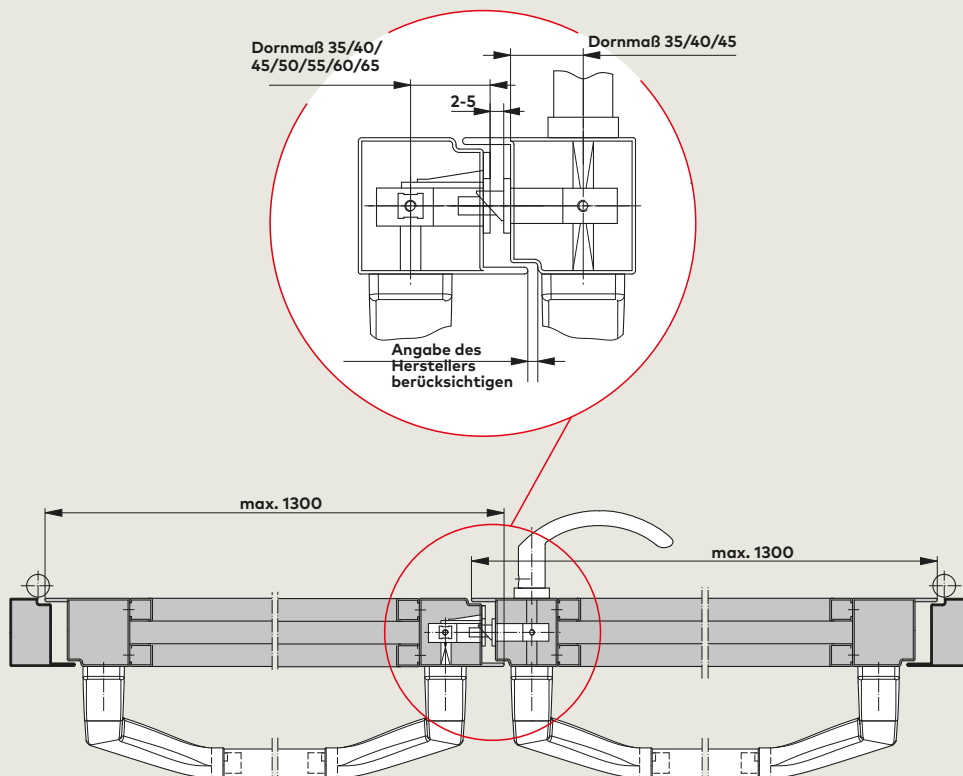 Dornmaß 35/40/
45/50/55/60/65
Dornmaß 35/40/45
2-5
Angabe des
Herstellers
berücksichtigen
max. 1300
max. 1300